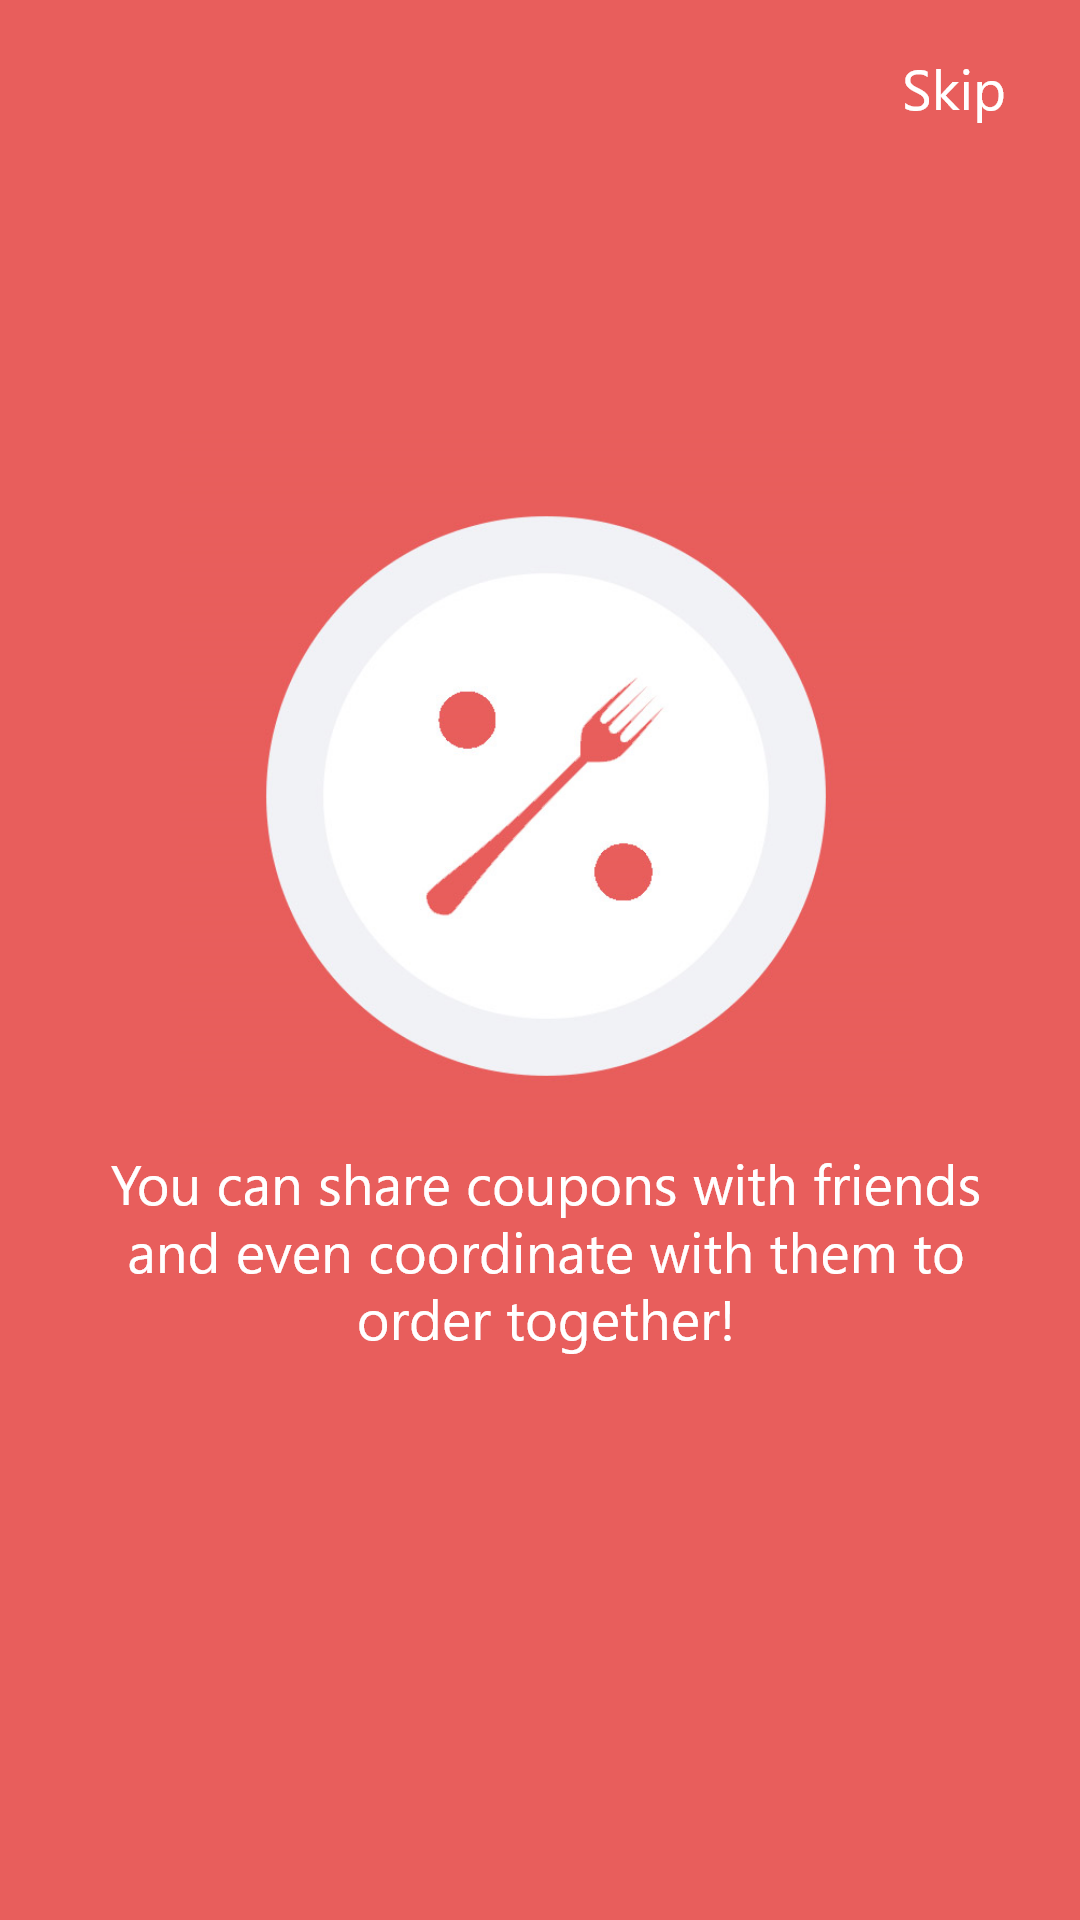 Skip
You can share coupons with friends
and even coordinate with them to
order together!